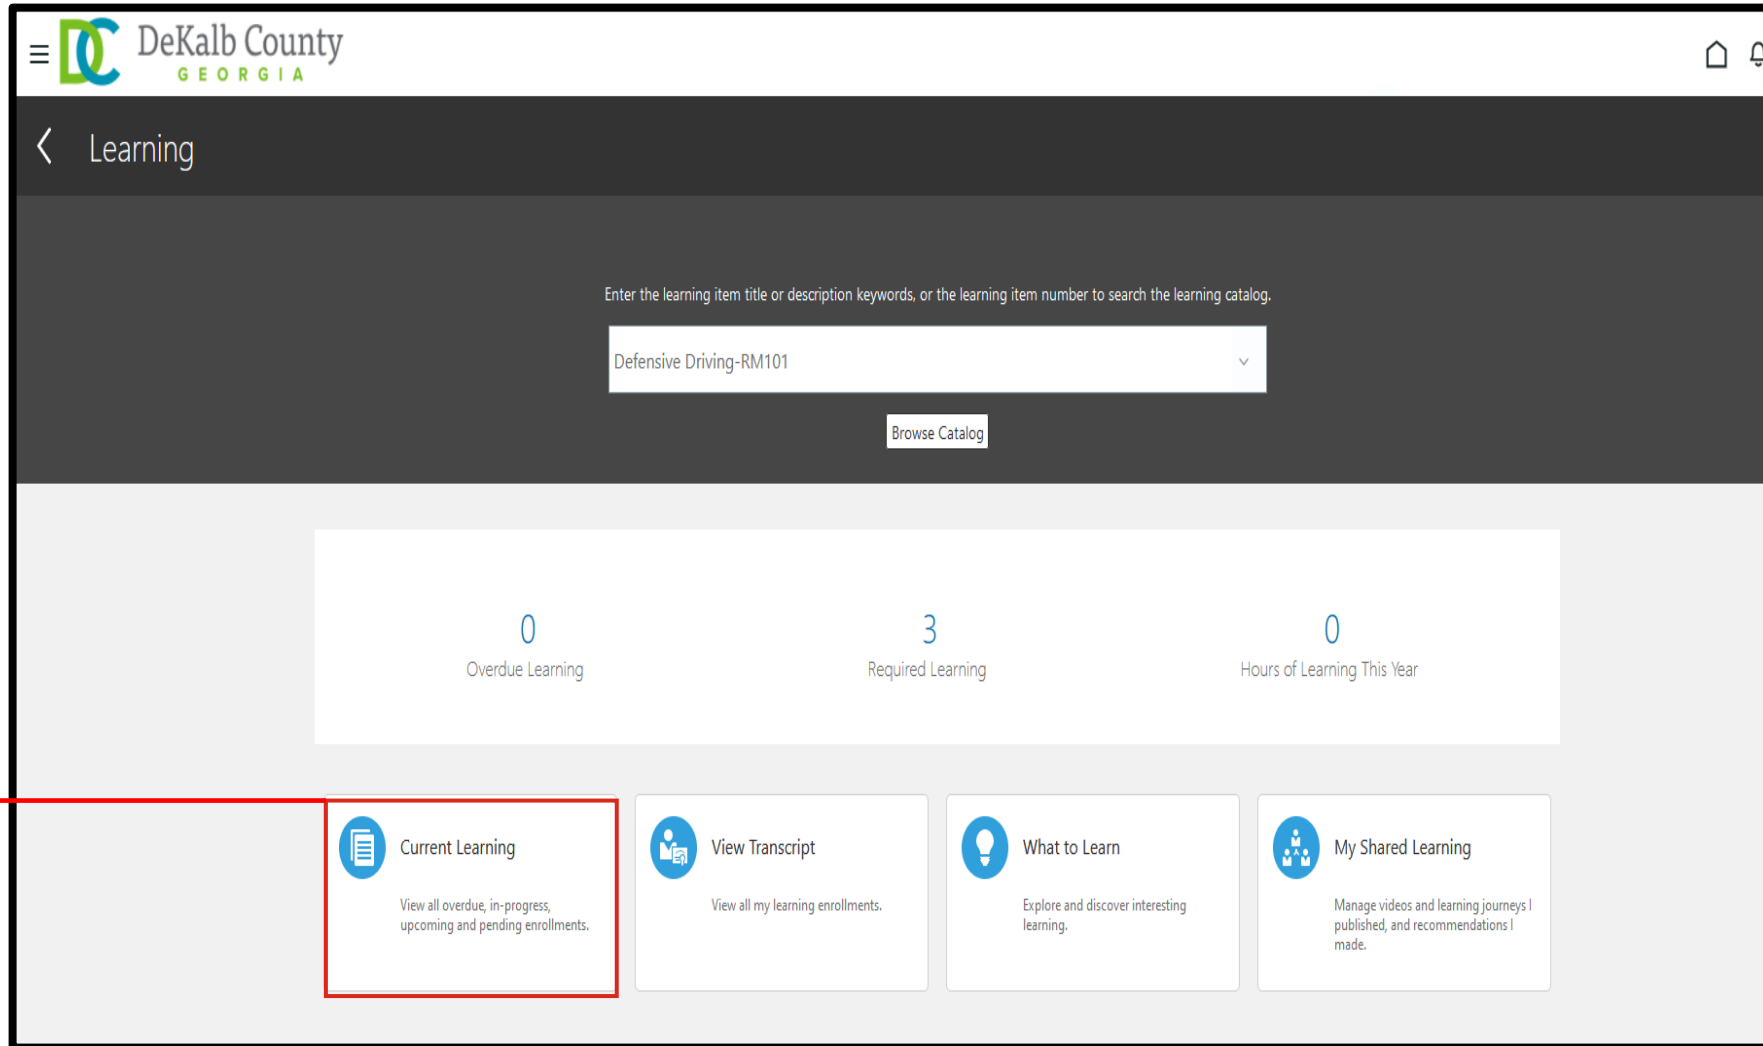 DeKalb County
GEORGIA
Learning
Enter the learning item title or description keywords, or the learning item number to search the learning catalog.
Defensive Driving-RM101
Browse Catalog
0
Overdue Learning
3
Required Learning
0
Hours of Learning This Year
Current Learning
View all overdue, in-progress,
upcoming and pending enrollments.
View Transcript
View all my learning enrollments.
What to Learn
Explore and discover interesting
learning.
My Shared Learning
Manage videos and learning journeys I
published, and recommendations I
made.